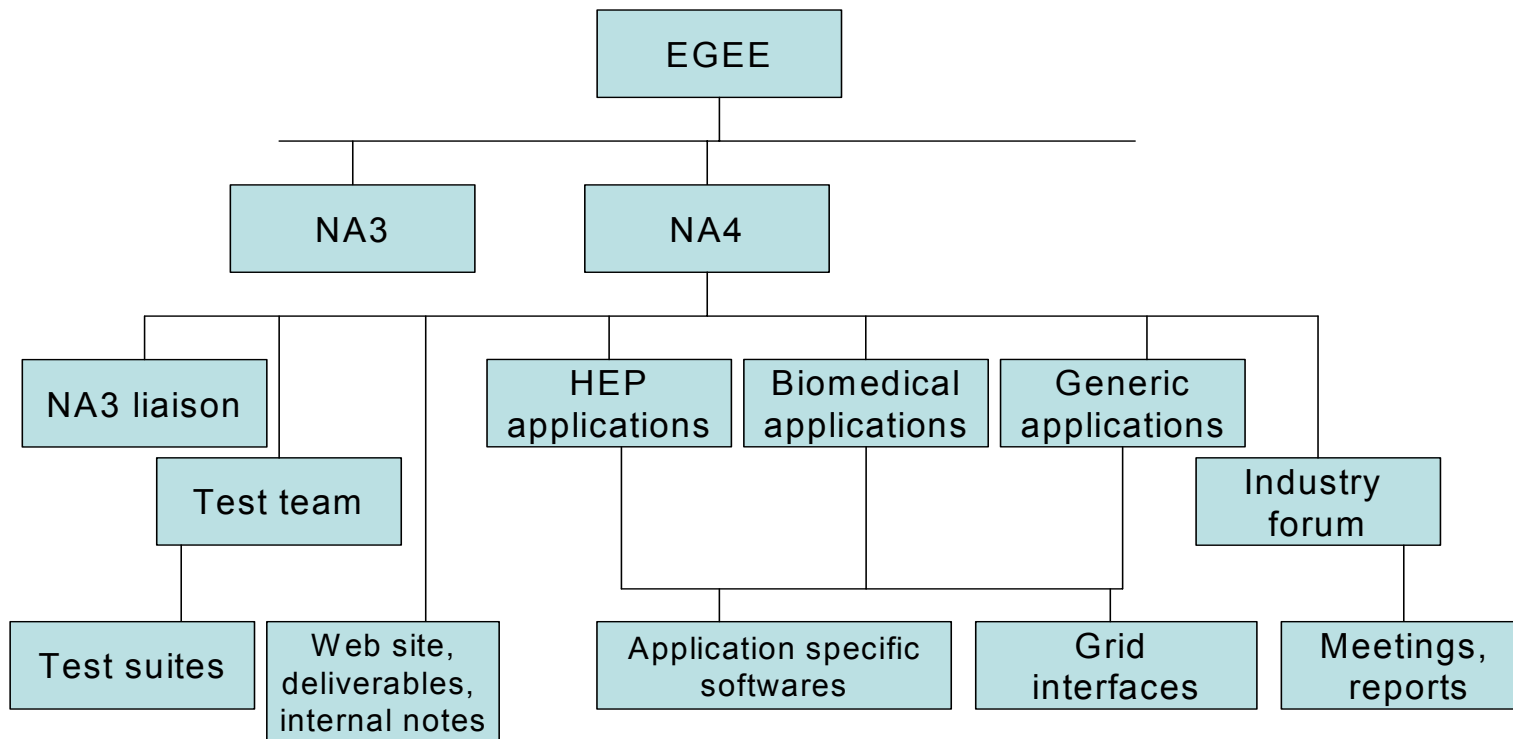 EGEE
NA3
NA4
NA3 liaison
HEP
applications
Biomedical
applications
Generic
applications
Test team
Industry
forum
Test suites
Web site,
deliverables,
internal notes
Application specific
softwares
Grid
interfaces
Meetings,
reports